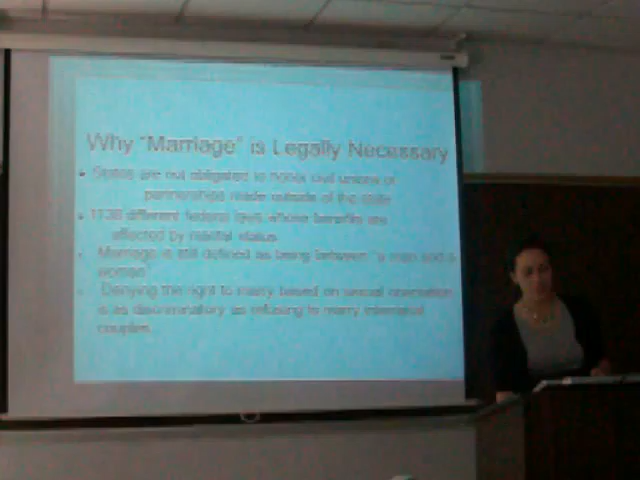 Why "Marriage" is Legally Necessary
• States are not obligated to honor civil unions or
partnerships made outside of the state
• 1138 different federal laws whose benefits are
affected by marital status
• Marriage is still defined as being between "a man and a
woman"
• Denying the right to marry based on sexual orientation
is as discriminatory as refusing to marry interracial
couples